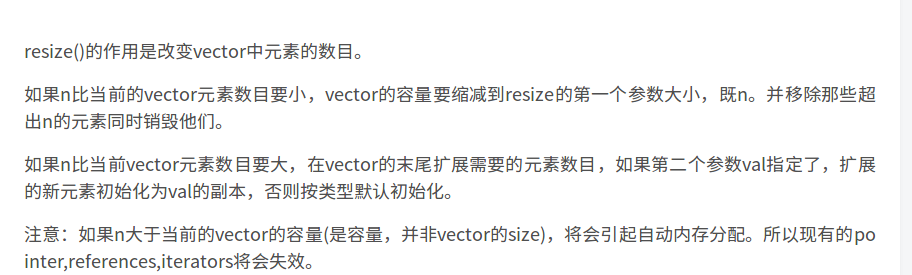 resize()的作用是改变vector中元素的数目。
如果n比当前的vector元素数目要小，vector的容量要缩减到resize的第一个参数大小，既n。并移除那些超
出n的元素同时销毁他们。
如果n比当前vector元素数目要大，在vector的末尾扩展需要的元素数目，如果第二个参数val指定了，扩展
的新元素初始化为val的副本，否则按类型默认初始化。
注意：如果n大于当前的vector的容量(是容量，并非vector的size)，将会引起自动内存分配。所以现有的po
inter,references,iterators将会失效。